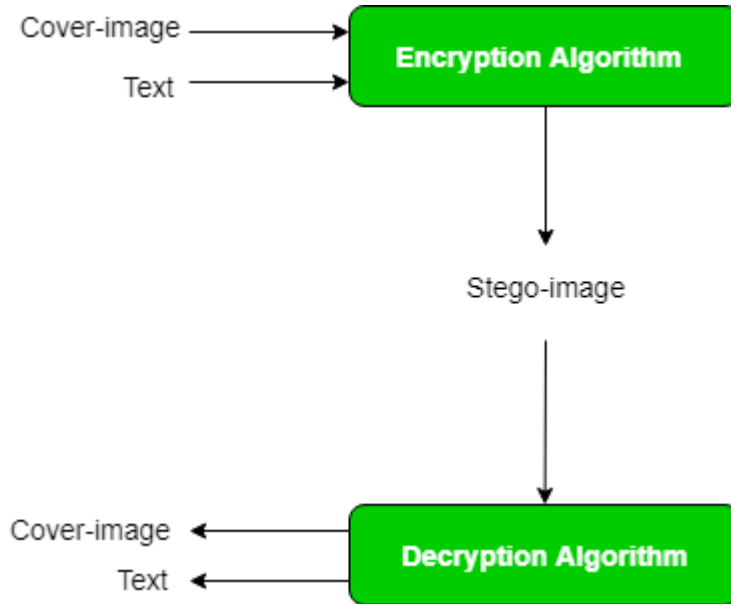 Cover-image
Encryption Algorithm
Text
Stego-image
Cover-image
Decryption Algorithm
Text